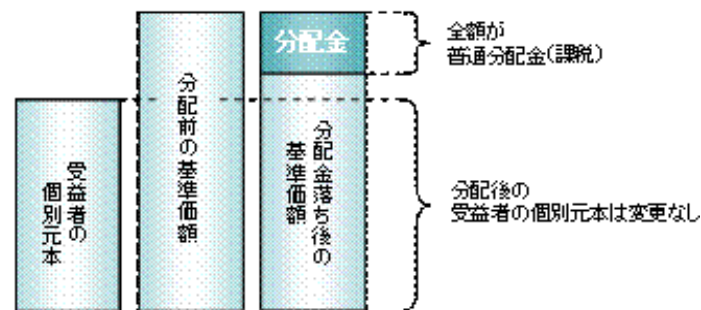 受益者の
個別元本
分配前の基準価額
分配金
分配金落ち後の
基準価額
全額が
普通分配金(課税)
分配後の
受益者の個別元本は変更なし